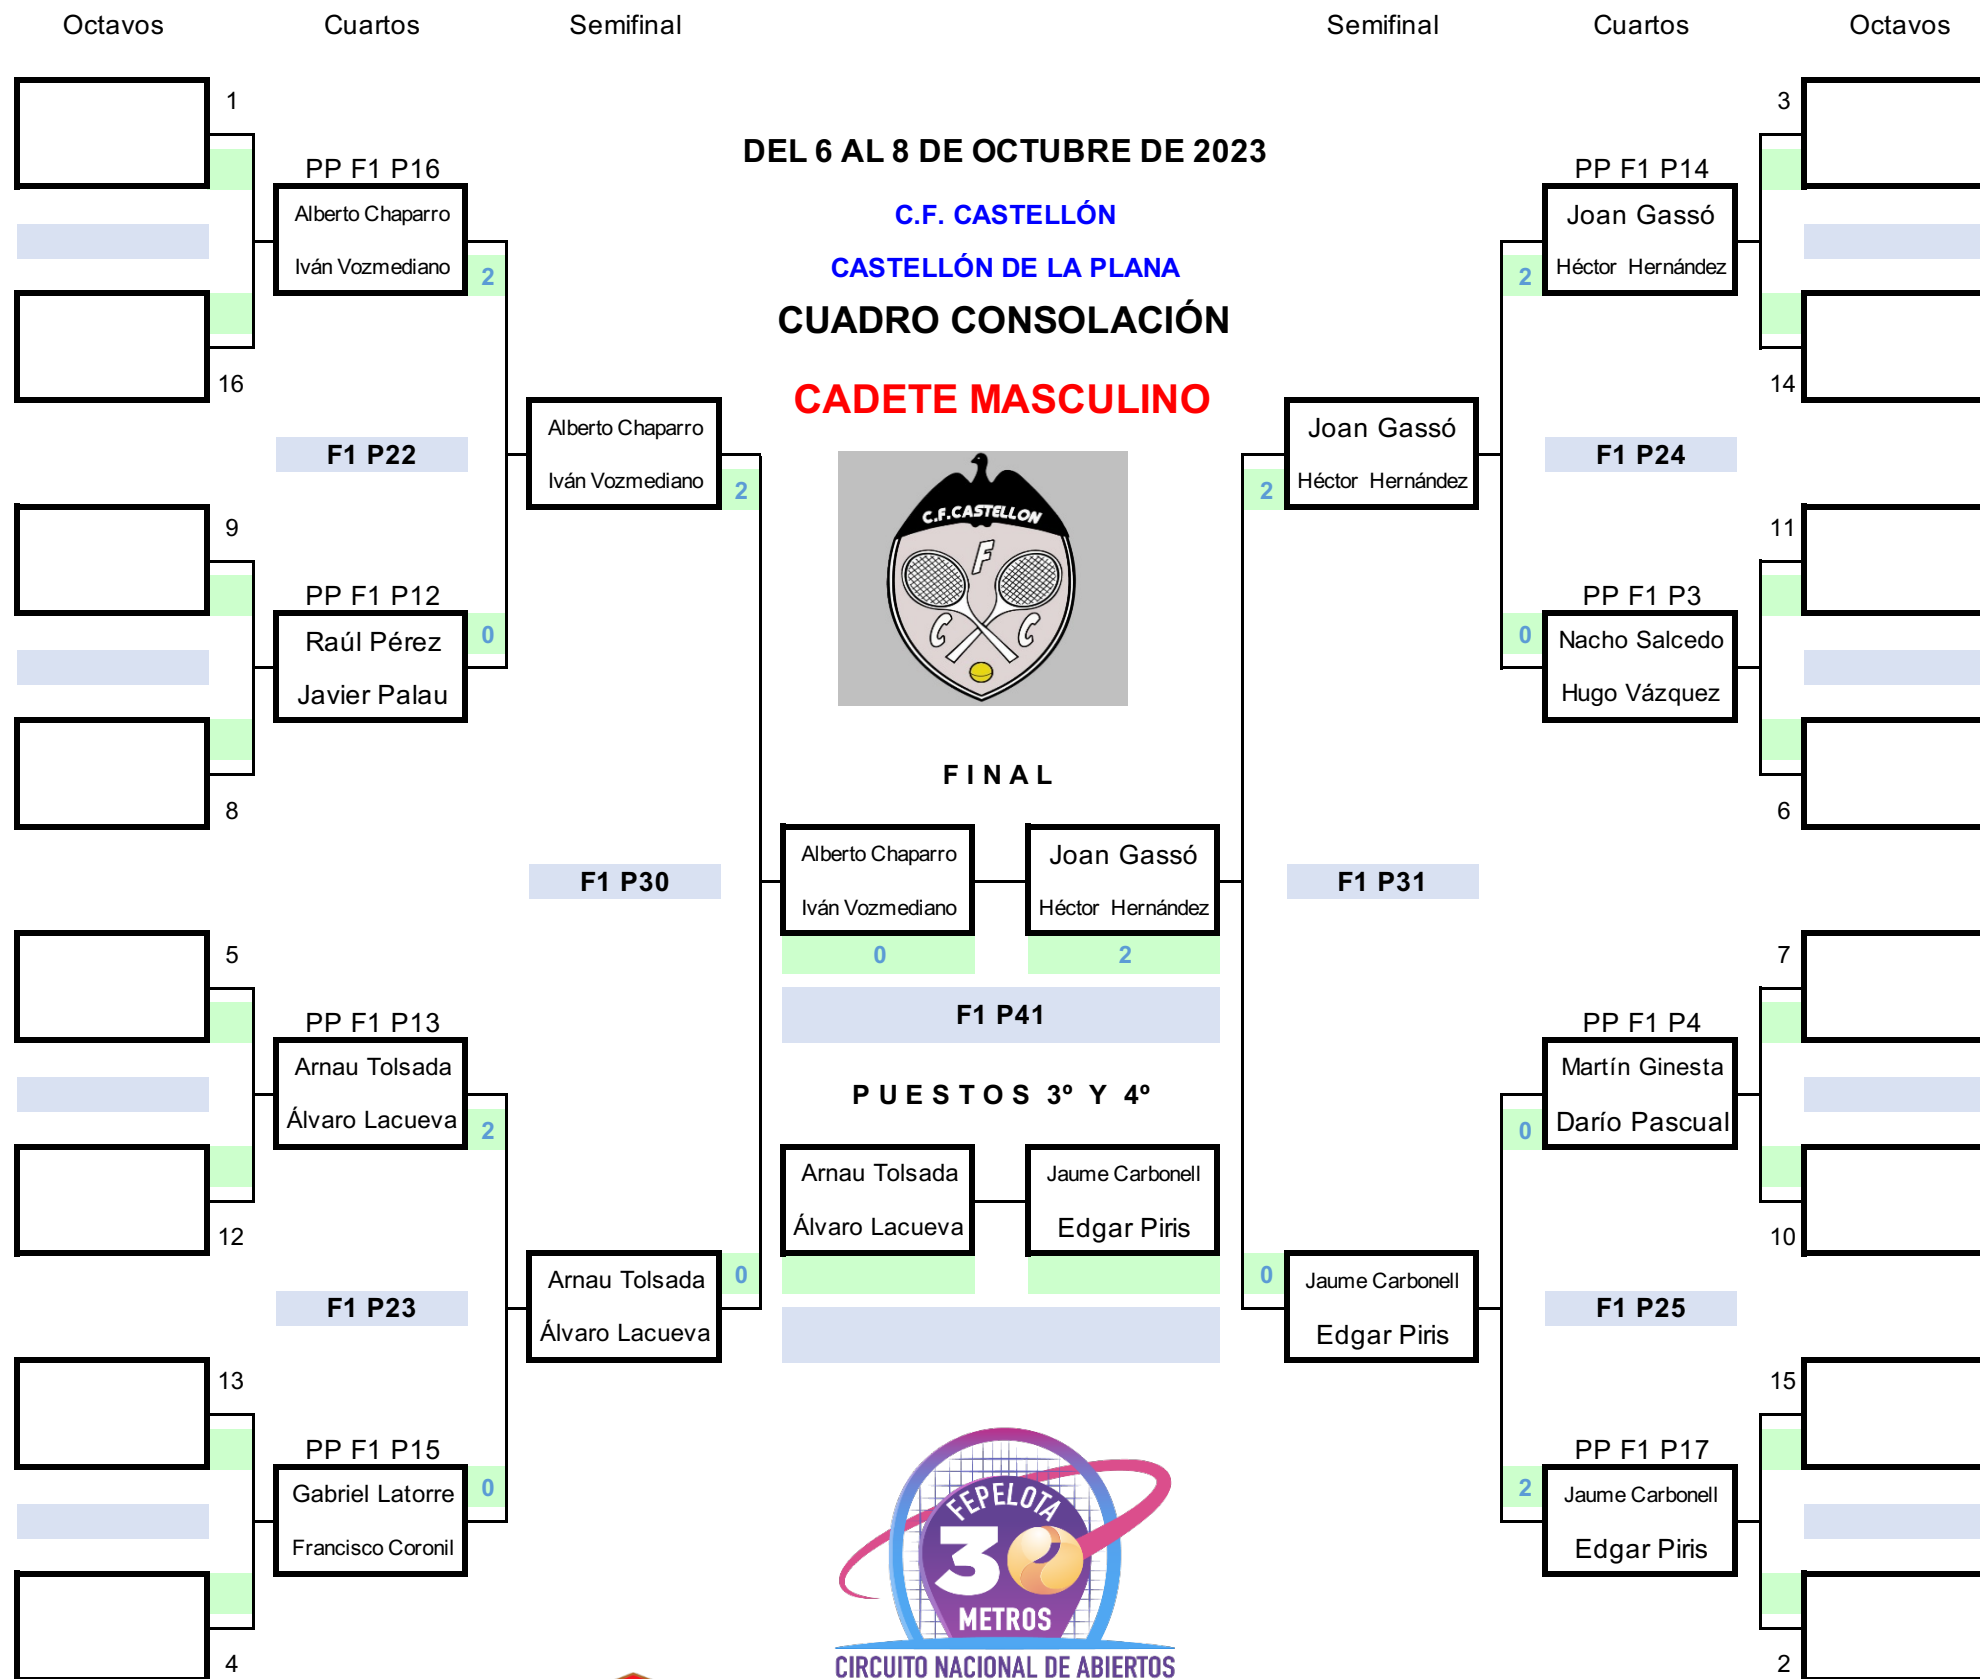 Octavos Cuartos Semifinal Semifinal Cuartos Octavos
1 3
DEL 6 AL 8 DE OCTUBRE DE 2023
PP F1 P16 PP F1 P14
Alberto Chaparro C.F. CASTELLÓN Joan Gassó
Iván Vozmediano 2 CASTELLÓN DE LA PLANA 2 Héctor Hernández
CUADRO CONSOLACIÓN
16 14
CADETE MASCULINO
Alberto Chaparro Joan Gassó
F1 P22 F1 P24
Iván Vozmediano 2 2 Héctor Hernández
C.F.CASTELLON
9 11
F
PP F1 P12 PP F1 P3
C C
Raúl Pérez 0 0 Nacho Salcedo
Javier Palau Hugo Vázquez
FINAL
8 6
Alberto Chaparro Joan Gassó
F1 P30 F1 P31
Iván Vozmediano Héctor Hernández
5 0 2 7
F1 P41
PP F1 P13 PP F1 P4
Arnau Tolsada Martín Ginesta
PUESTOS 3º Y 4º
Álvaro Lacueva 2 0 Darío Pascual
Arnau Tolsada Jaume Carbonell
Álvaro Lacueva Edgar Piris
12 10
Arnau Tolsada 0 0 Jaume Carbonell
F1 P23 F1 P25
Álvaro Lacueva Edgar Piris
13 15
PP F1 P15 PP F1 P17
Gabriel Latorre 0 2 Jaume Carbonell
Francisco Coronil Edgar Piris
FEPELOTA
30
METROS
CIRCUITO NACIONAL DE ABIERTOS
4 2